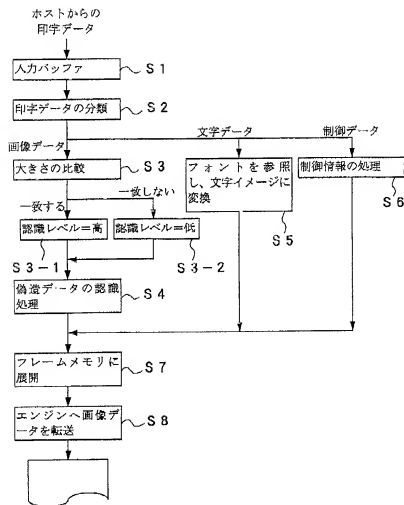 ホストからの
印字データ
入力バッファ
S1
印字データの分類
S2
画像データ
文字データ
制御データ
大きさの比較
S3
フォントを参照
し、文字イメージに
変換
S5
制御情報の処理
S6
一致する
一致しない
認識レベル=高
認識レベル=低
S3-1
S3-2
偽造データの認識
処理
S4
フレームメモリに
展開
S7
エンジンへ画像デ
ータを転送
S8